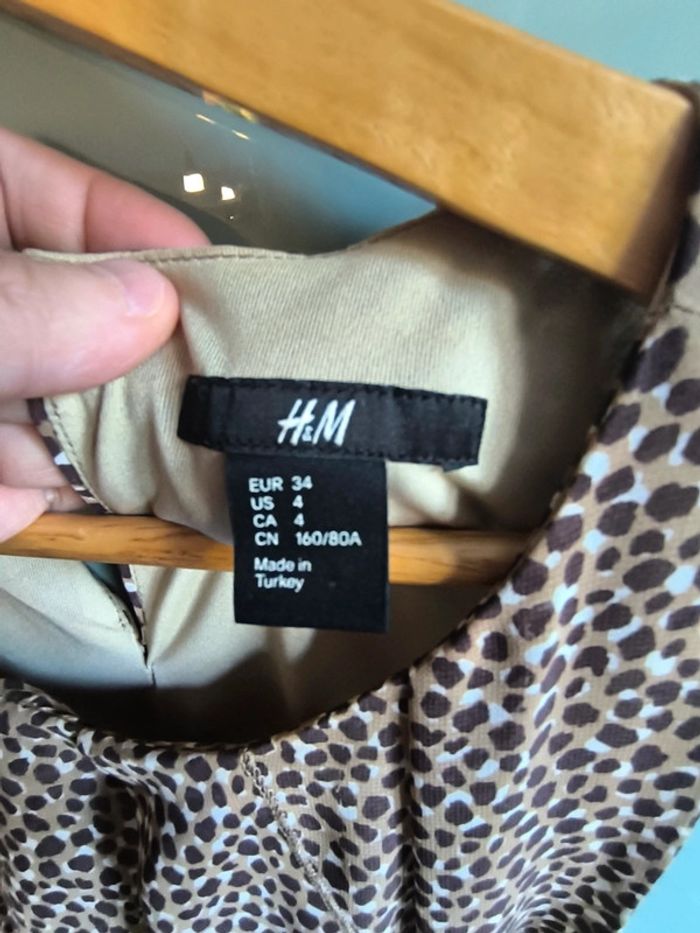 H&M
EUR 34
US 4
CA 4
CN 160/80A
Made in
Turkey